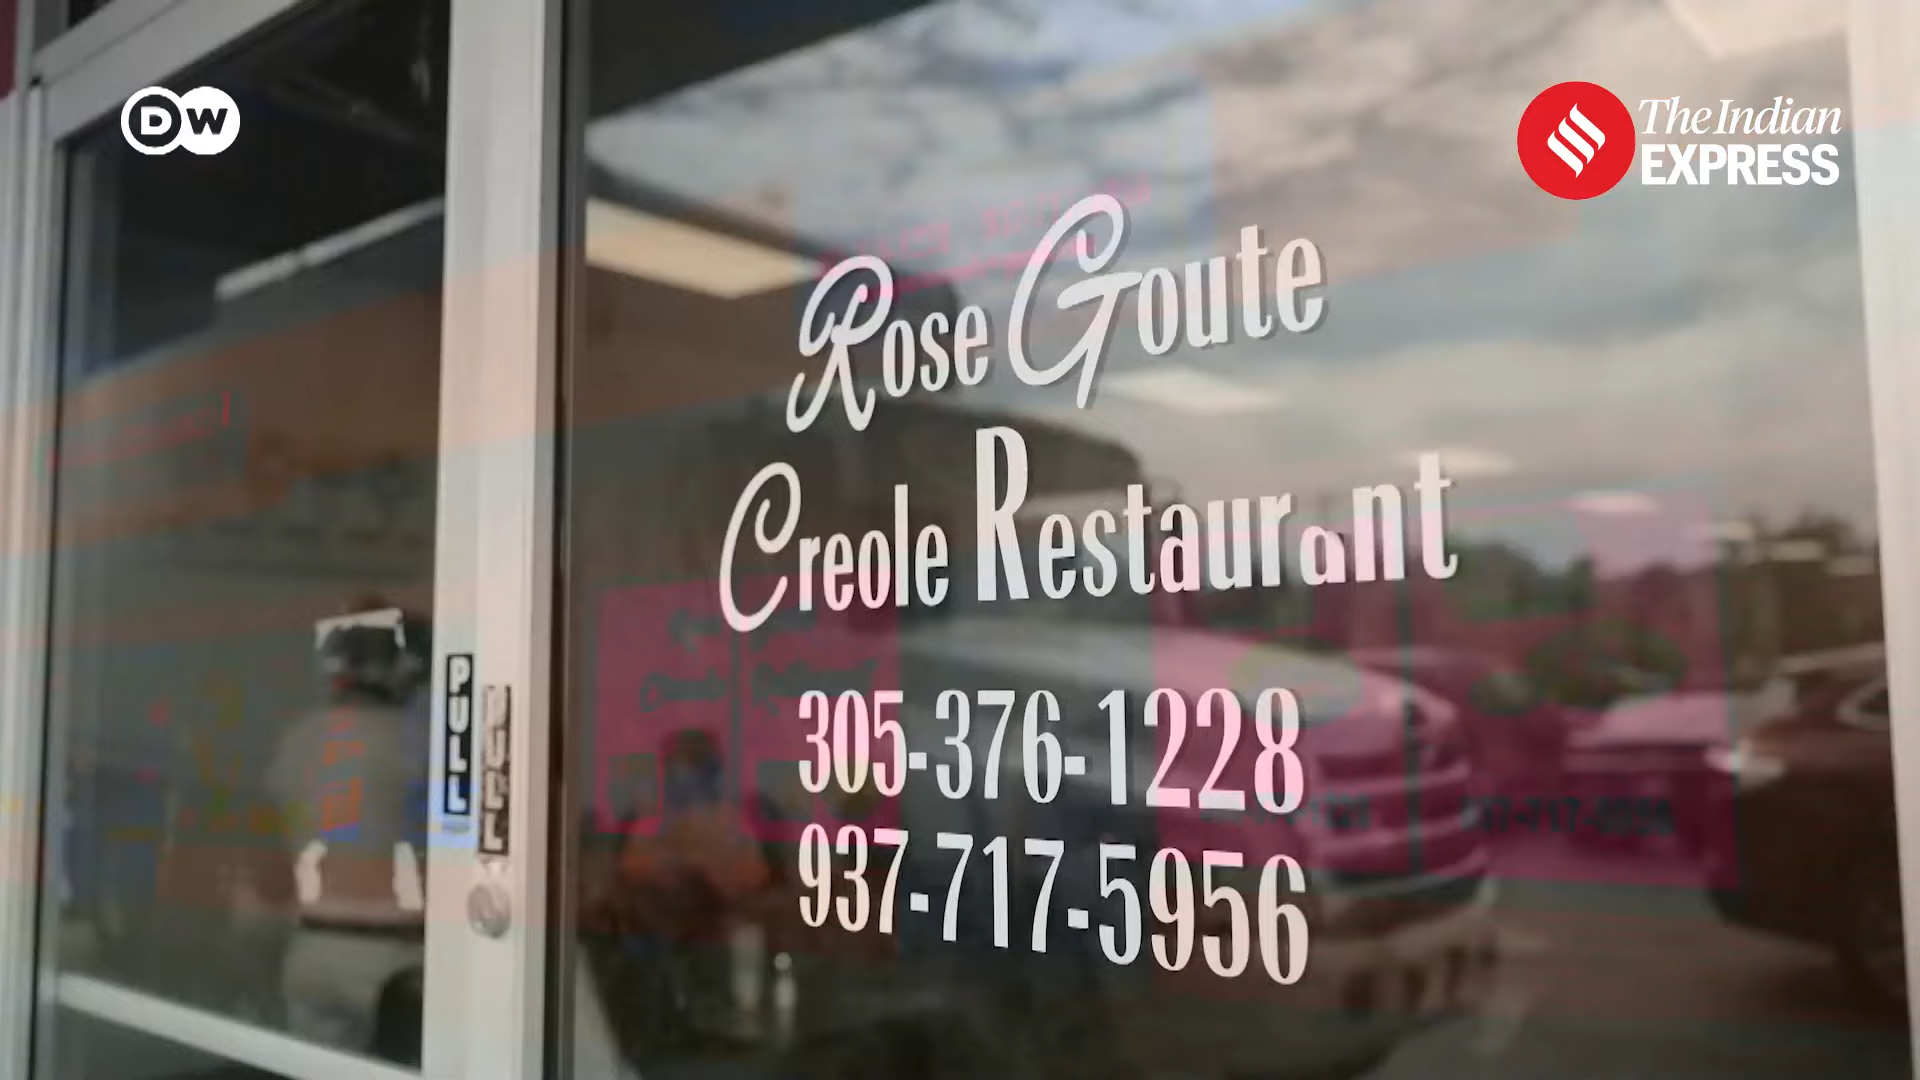 DW
The Indian
EXPRESS
Rose Goute
Creole Restaurant
305-376-1228
937-717-5956
PULL
PULL